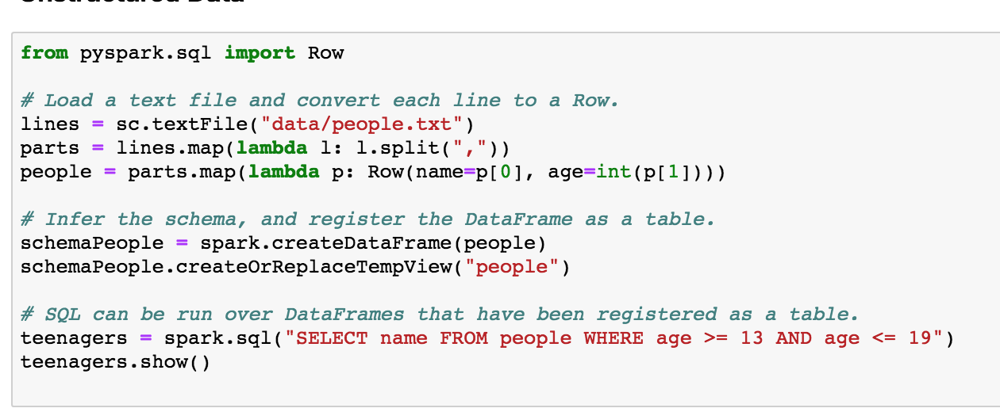 Unstructured Data
from pyspark.sql import Row
# Load a text file and convert each line to a Row.
lines = sc.textFile("data/people.txt")
parts = lines.map(lambda l: l.split(","))
people = parts.map(lambda p: Row(name=p[0], age=int(p[1])))
# Infer the schema, and register the DataFrame as a table.
schemaPeople = spark.createDataFrame(people)
schemaPeople.createOrReplaceTempView("people")
# SQL can be run over DataFrames that have been registered as a table.
teenagers = spark.sql("SELECT name FROM people WHERE age >= 13 AND age <= 19")
teenagers.show()